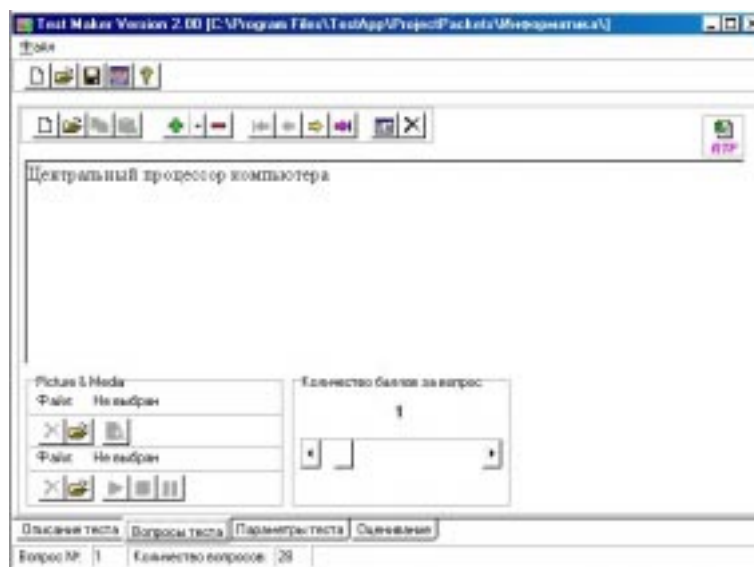 Test Maker Version 2.00 [C:\Program Files\TestApp\ProjectPackets\Информатика\]
Файл
RTF
Центральный процессор компьютера
Picture & Media
Количество баллов за вопрос
Файл: Не выбран
1
Файл: Не выбран
Описание теста Вопросы теста Параметры теста Оценивание
Вопрос №: 1 Количество вопросов: 28